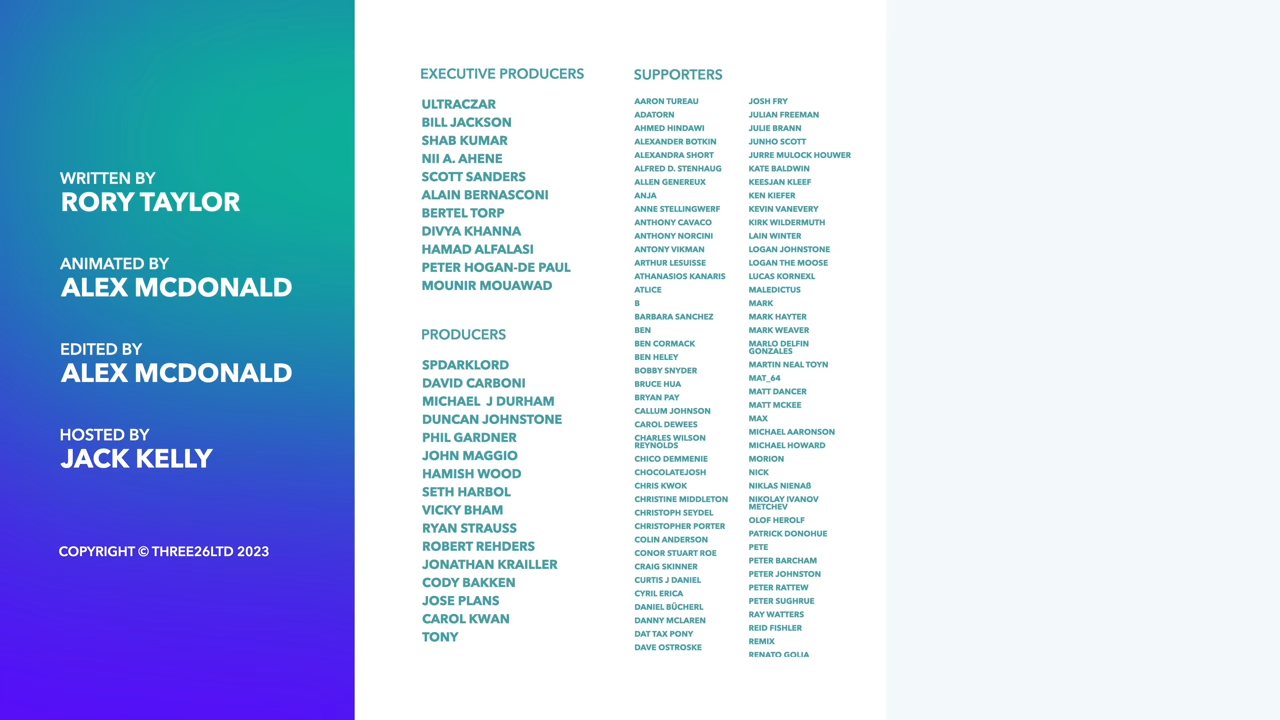 WRITTEN BY
RORY TAYLOR
ANIMATED BY
ALEX MCDONALD
EDITED BY
ALEX MCDONALD
HOSTED BY
JACK KELLY
COPYRIGHT © THREE26LTD 2023
EXECUTIVE PRODUCERS
ULTRACZAR
BILL JACKSON
SHAB KUMAR
NII A. AHENE
SCOTT SANDERS
ALAIN BERNASCONI
BERTEL TORP
DIVYA KHANNA
HAMAD ALFALASI
PETER HOGAN-DE PAUL
MOUNIR MOUAWAD
PRODUCERS
SPDARKLORD
DAVID CARBONI
MICHAEL  J DURHAM
DUNCAN JOHNSTONE
PHIL GARDNER
JOHN MAGGIO
HAMISH WOOD
SETH HARBOL
VICKY BHAM
RYAN STRAUSS
ROBERT REHDERS
JONATHAN KRAILLER
CODY BAKKEN
JOSE PLANS
CAROL KWAN
TONY
SUPPORTERS
AARON TUREAU
ADATORN
AHMED HINDAWI
ALEXANDER BOTKIN
ALEXANDRA SHORT
ALFRED D. STENHAUG
ALLEN GENEREUX
ANJA
ANNE STELLINGWERF
ANTHONY CAVACO
ANTHONY NORCINI
ANTONY VIKMAN
ARTHUR LESUISSE
ATHANASIOS KANARIS
ATLICE
B
BARBARA SANCHEZ
BEN
BEN CORMACK
BEN HELEY
BOBBY SNYDER
BRUCE HUA
BRYAN PAY
CALLUM JOHNSON
CAROL DEWEES
CHARLES WILSON
REYNOLDS
CHICO DEMMENIE
CHOCOLATEJOSH
CHRIS KWOK
CHRISTINE MIDDLETON
CHRISTOPH SEYDEL
CHRISTOPHER PORTER
COLIN ANDERSON
CONOR STUART ROE
CRAIG SKINNER
CURTIS J DANIEL
CYRIL ERICA
DANIEL BÜCHERL
DANNY MCLAREN
DAT TAX PONY
DAVE OSTROSKE
JOSH FRY
JULIAN FREEMAN
JULIE BRANN
JUNHO SCOTT
JURRE MULOCK HOUWER
KATE BALDWIN
KEESJAN KLEEF
KEN KIEFER
KEVIN VANEVERY
KIRK WILDERMUTH
LAIN WINTER
LOGAN JOHNSTONE
LOGAN THE MOOSE
LUCAS KORNEXL
MALEDICTUS
MARK
MARK HAYTER
MARK WEAVER
MARLO DELFIN
GONZALES
MARTIN NEAL TOYN
MAT_64
MATT DANCER
MATT MCKEE
MAX
MICHAEL AARONSON
MICHAEL HOWARD
MORION
NICK
NIKLAS NIENAß
NIKOLAY IVANOV
METCHEV
OLOF HEROLF
PATRICK DONOHUE
PETE
PETER BARCHAM
PETER JOHNSTON
PETER RATTEW
PETER SUGHRUE
RAY WATTERS
REID FISHLER
REMIX
RENATO GOLIA